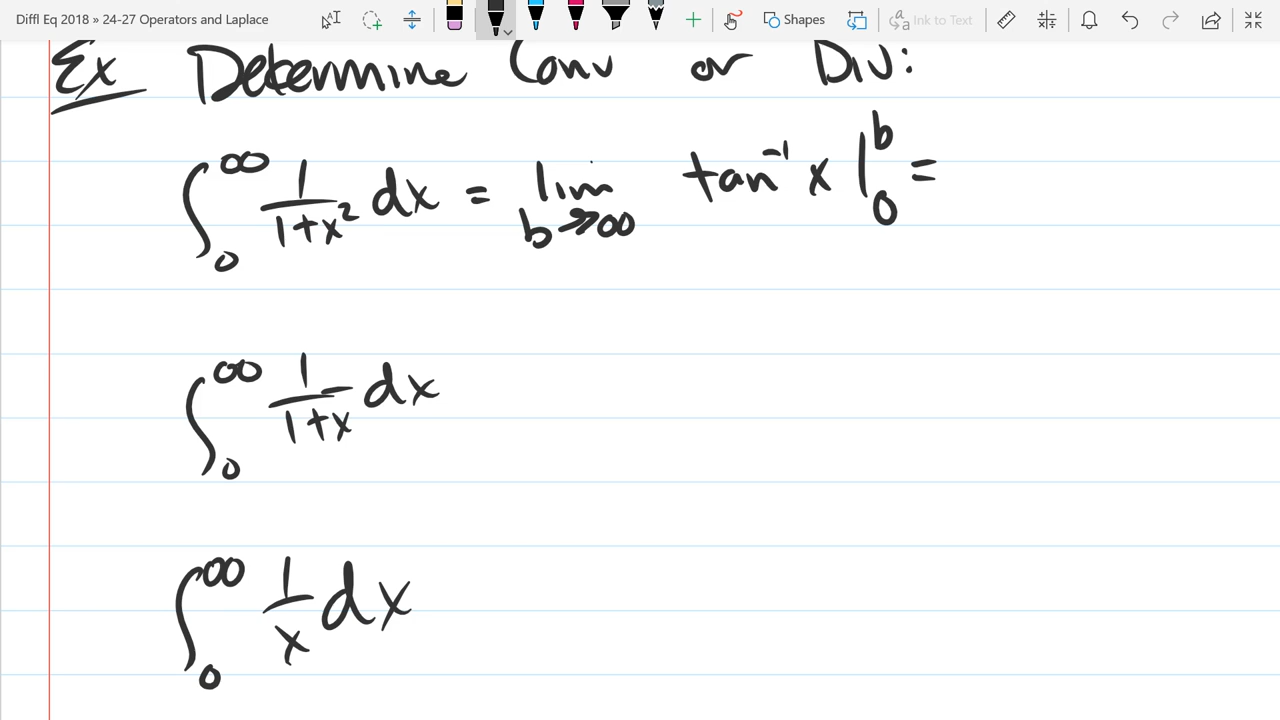 Diffl Eq 2018 » 24-27 Operators and Laplace Shapes Ink to Text
Ex Determine Conv or Div:
∫₀^∞ 1/(1+x²) dx = lim_{b→∞} tan⁻¹ x |₀^b =
∫₀^∞ 1/(1+x) dx
∫₀^∞ 1/x dx